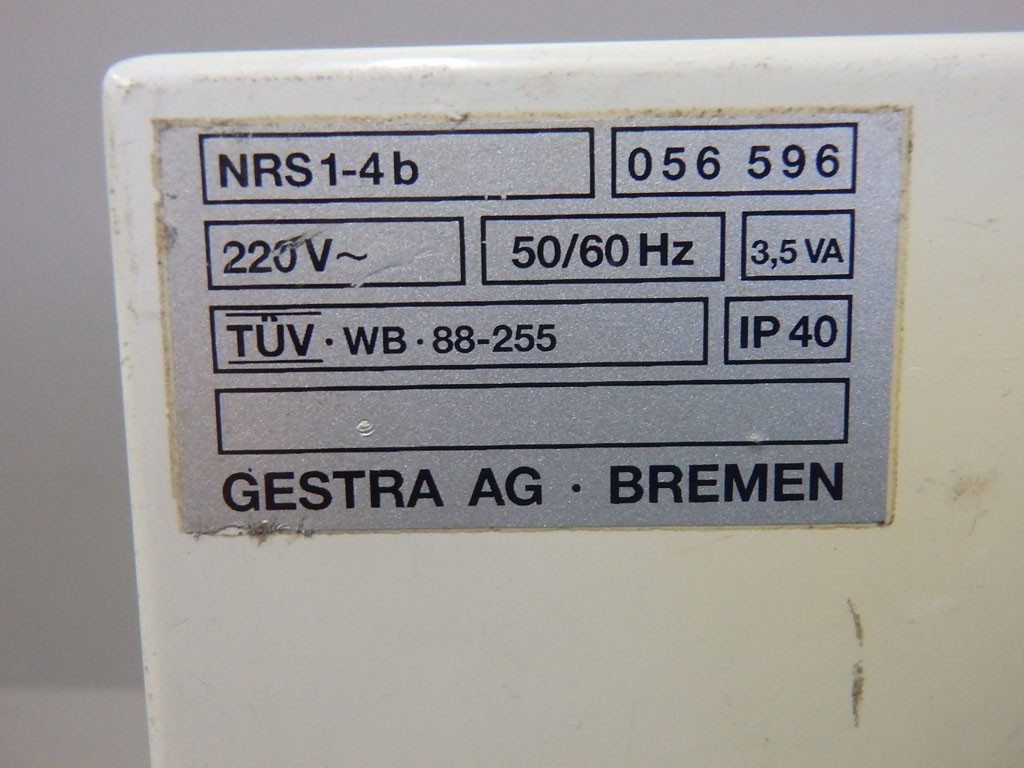 NRS1-4b 056 596
220V~ 50/60 Hz 3,5 VA
TÜV · WB · 88-255 IP 40
GESTRA AG · BREMEN